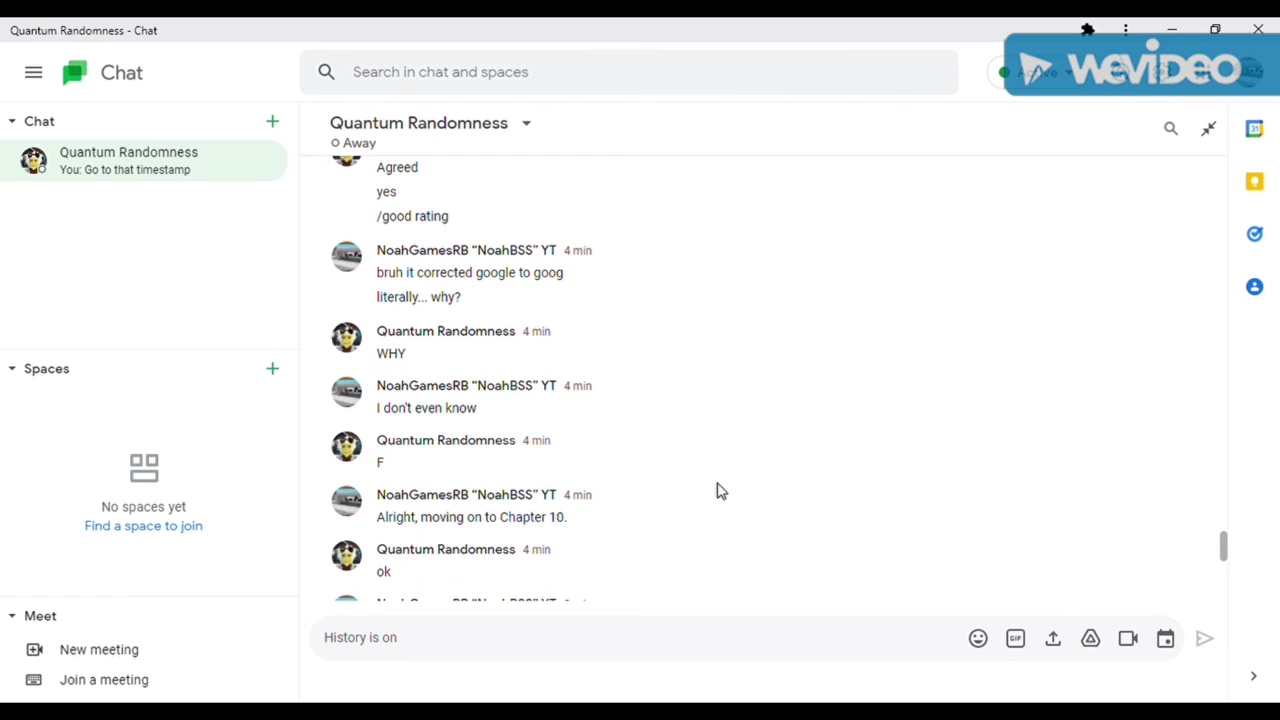 Quantum Randomness - Chat
Chat
Search in chat and spaces
Active
WEVIDEO
Chat
Quantum Randomness
You: Go to that timestamp
Spaces
No spaces yet
Find a space to join
Meet
New meeting
Join a meeting
Quantum Randomness
Away
Agreed
yes
/good rating
NoahGamesRB “NoahBSS” YT 4 min
bruh it corrected google to goog
literally... why?
Quantum Randomness 4 min
WHY
NoahGamesRB “NoahBSS” YT 4 min
I don't even know
Quantum Randomness 4 min
F
NoahGamesRB “NoahBSS” YT 4 min
Alright, moving on to Chapter 10.
Quantum Randomness 4 min
ok
History is on
GIF
31